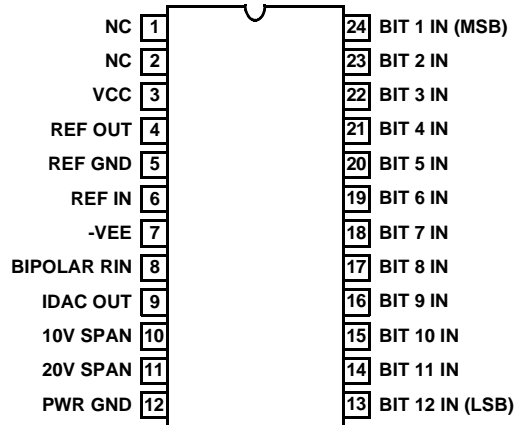 NC 1 24 BIT 1 IN (MSB)
NC 2 23 BIT 2 IN
VCC 3 22 BIT 3 IN
REF OUT 4 21 BIT 4 IN
REF GND 5 20 BIT 5 IN
REF IN 6 19 BIT 6 IN
-VEE 7 18 BIT 7 IN
BIPOLAR RIN 8 17 BIT 8 IN
IDAC OUT 9 16 BIT 9 IN
10V SPAN 10 15 BIT 10 IN
20V SPAN 11 14 BIT 11 IN
PWR GND 12 13 BIT 12 IN (LSB)